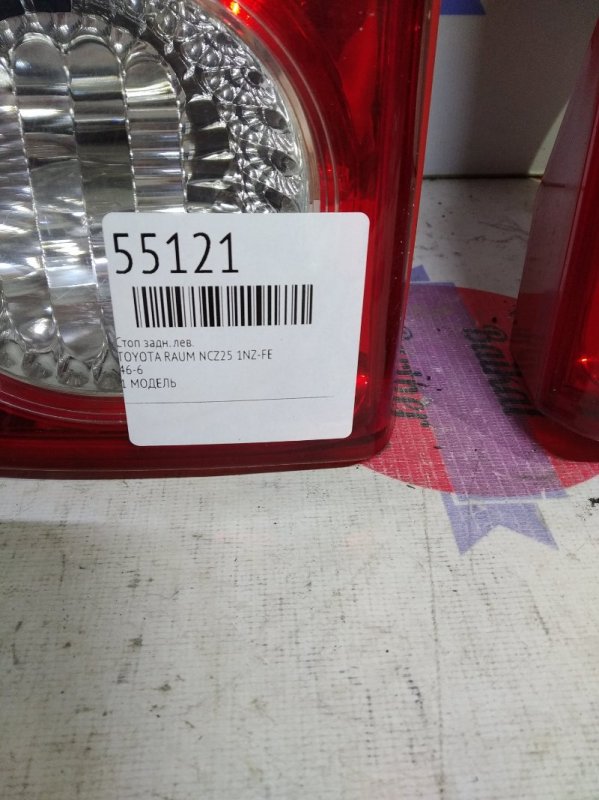 55121
Стоп задн. лев.
TOYOTA RAUM NCZ25 1NZ-FE
46-6
1 МОДЕЛЬ